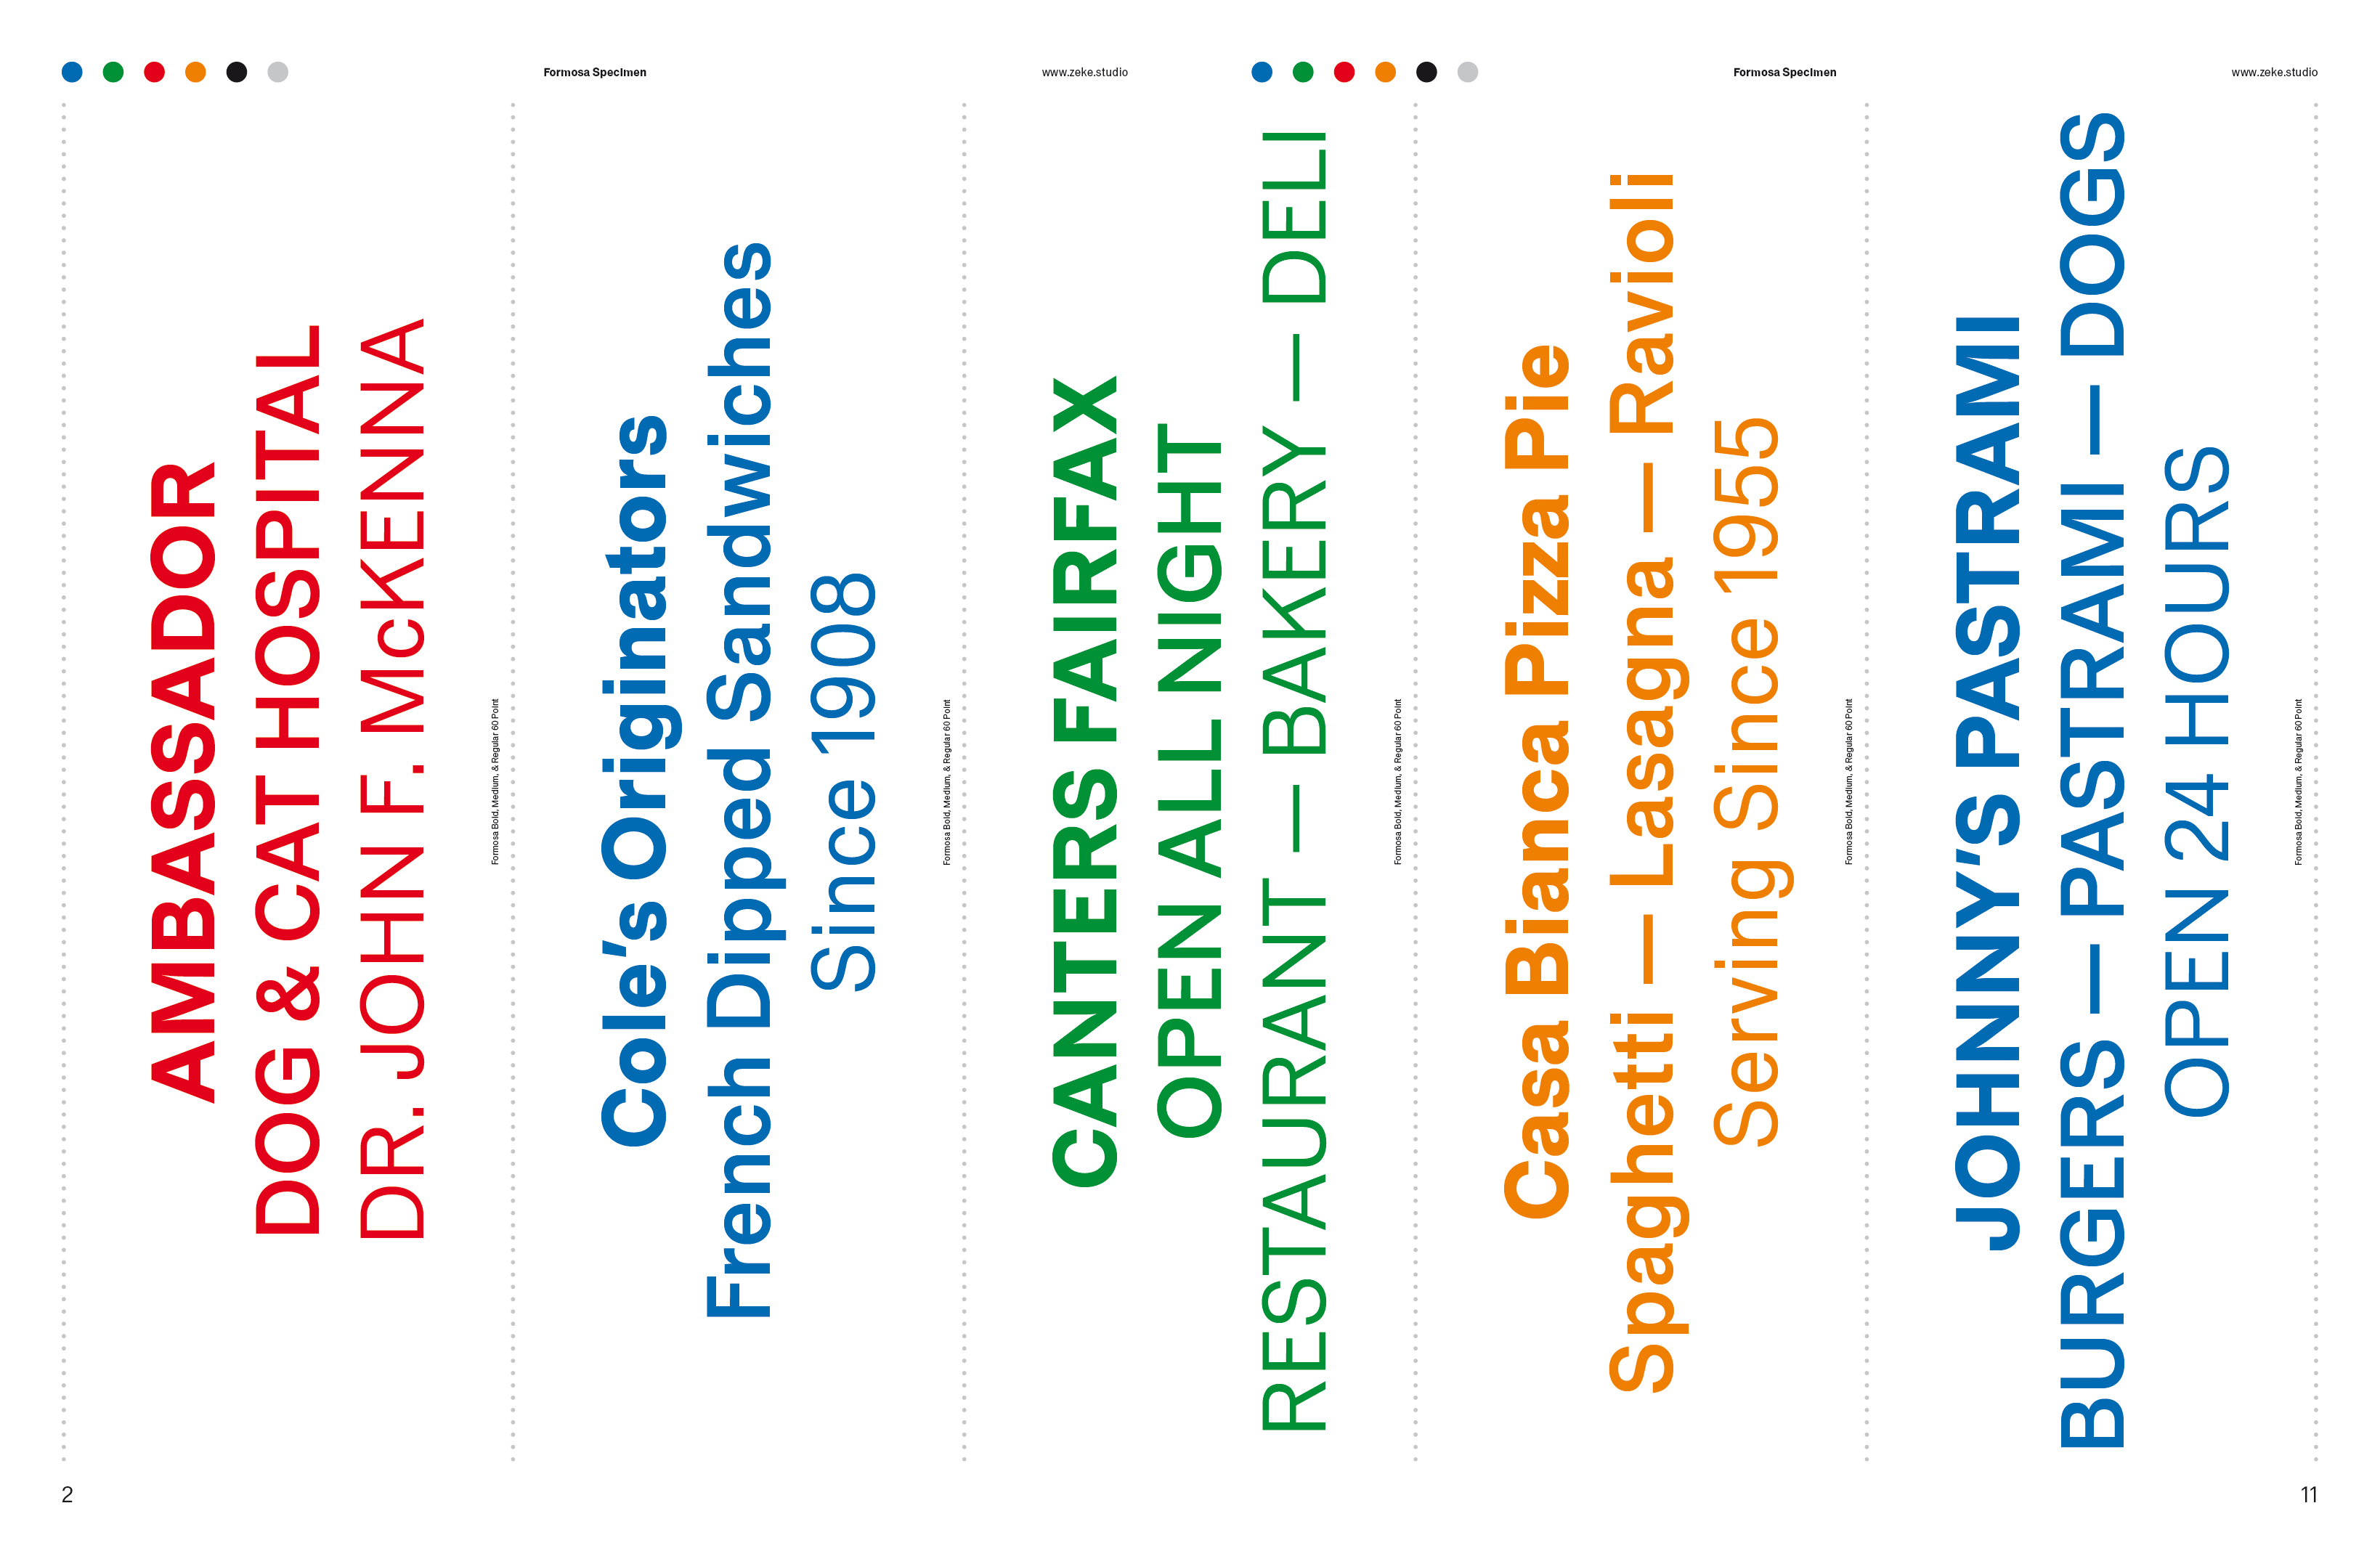 Formosa Specimen
www.zeke.studio
Formosa Specimen
www.zeke.studio
AMBASSADOR
DOG & CAT HOSPITAL
DR. JOHN F. McKENNA
Formosa Bold, Medium, & Regular 60 Point
Cole’s Originators
French Dipped Sandwiches
Since 1908
Formosa Bold, Medium, & Regular 60 Point
CANTERS FAIRFAX
OPEN ALL NIGHT
RESTAURANT — BAKERY — DELI
Formosa Bold, Medium, & Regular 60 Point
Casa Bianca Pizza Pie
Spaghetti — Lasagna — Ravioli
Serving Since 1955
Formosa Bold, Medium, & Regular 60 Point
JOHNNY’S PASTRAMI
BURGERS — PASTRAMI — DOGS
OPEN 24 HOURS
Formosa Bold, Medium, & Regular 60 Point
2
11